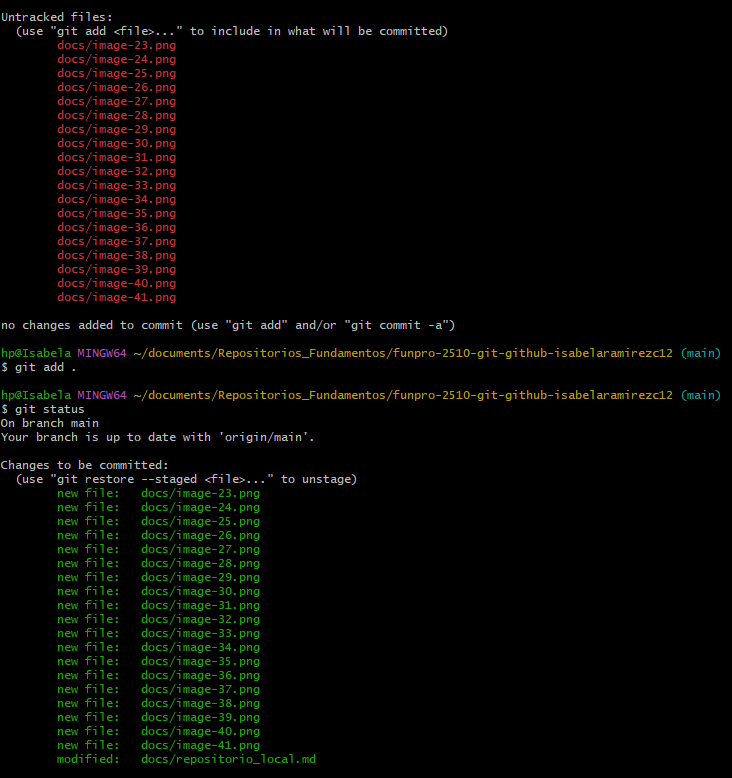 Untracked files:
  (use "git add <file>..." to include in what will be committed)
        docs/image-23.png
        docs/image-24.png
        docs/image-25.png
        docs/image-26.png
        docs/image-27.png
        docs/image-28.png
        docs/image-29.png
        docs/image-30.png
        docs/image-31.png
        docs/image-32.png
        docs/image-33.png
        docs/image-34.png
        docs/image-35.png
        docs/image-36.png
        docs/image-37.png
        docs/image-38.png
        docs/image-39.png
        docs/image-40.png
        docs/image-41.png

no changes added to commit (use "git add" and/or "git commit -a")

hp@Isabela MINGW64 ~/documents/Repositorios_Fundamentos/funpro-2510-git-github-isabelaramirezc12 (main)
$ git add .

hp@Isabela MINGW64 ~/documents/Repositorios_Fundamentos/funpro-2510-git-github-isabelaramirezc12 (main)
$ git status
On branch main
Your branch is up to date with 'origin/main'.

Changes to be committed:
  (use "git restore --staged <file>..." to unstage)
        new file:   docs/image-23.png
        new file:   docs/image-24.png
        new file:   docs/image-25.png
        new file:   docs/image-26.png
        new file:   docs/image-27.png
        new file:   docs/image-28.png
        new file:   docs/image-29.png
        new file:   docs/image-30.png
        new file:   docs/image-31.png
        new file:   docs/image-32.png
        new file:   docs/image-33.png
        new file:   docs/image-34.png
        new file:   docs/image-35.png
        new file:   docs/image-36.png
        new file:   docs/image-37.png
        new file:   docs/image-38.png
        new file:   docs/image-39.png
        new file:   docs/image-40.png
        new file:   docs/image-41.png
        modified:   docs/repositorio_local.md